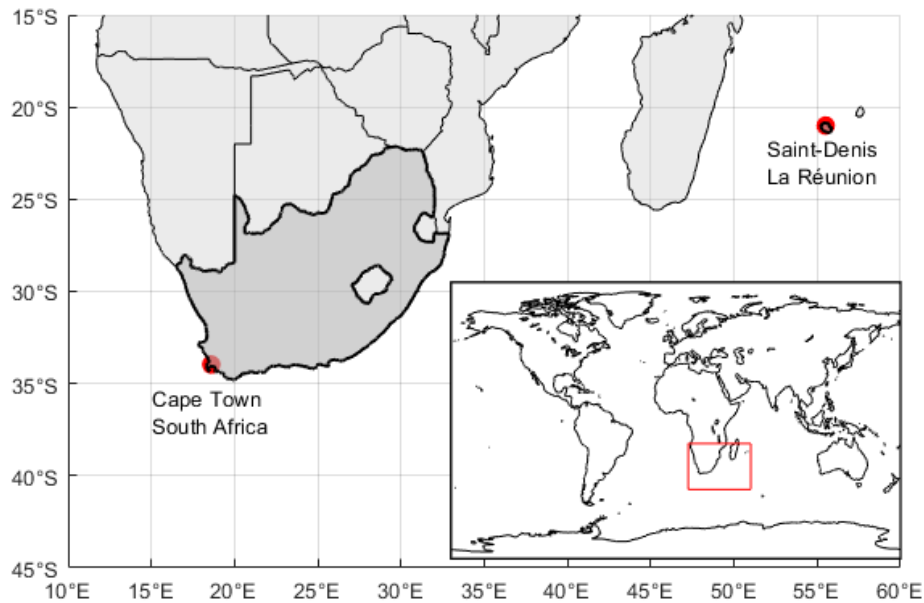 15°S
20°S
25°S
30°S
35°S
40°S
45°S
Saint-Denis
La Réunion
Cape Town
South Africa
10°E
15°E
20°E
25°E
30°E
35°E
40°E
45°E
50°E
55°E
60°E